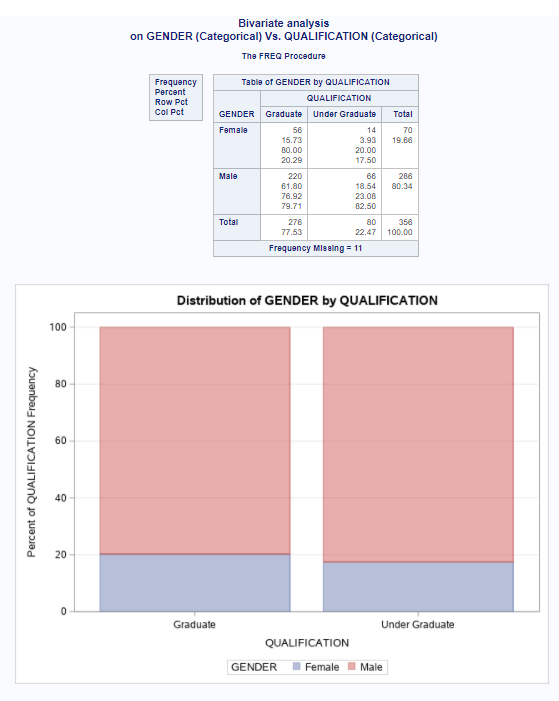 Bivariate analysis
on GENDER (Categorical) Vs. QUALIFICATION (Categorical)
The FREQ Procedure
Frequency
Percent
Row Pct
Col Pct
Table of GENDER by QUALIFICATION
QUALIFICATION
GENDER Graduate Under Graduate Total
Female 56 14 70
15.73 3.93 19.66
80.00 20.00
20.29 17.50
Male 220 66 286
61.80 18.54 80.34
76.92 23.08
79.71 82.50
Total 276 80 356
77.53 22.47 100.00
Frequency Missing = 11
Distribution of GENDER by QUALIFICATION
Percent of QUALIFICATION Frequency
100
80
60
40
20
0
Graduate Under Graduate
QUALIFICATION
GENDER Female Male